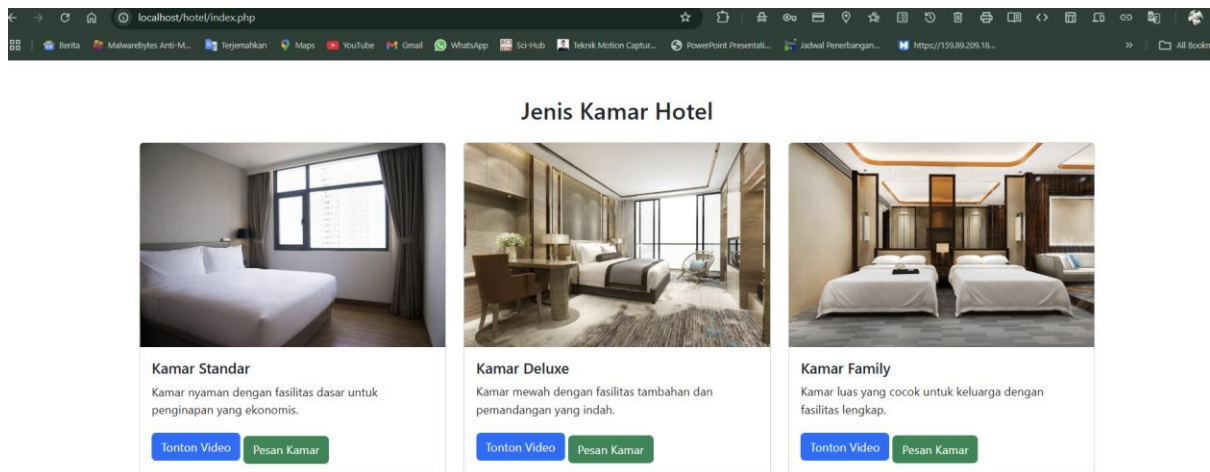 localhost/hotel/index.php
Berita Malwarebytes Anti-M... Terjemahkan Maps YouTube Gmail WhatsApp Sci-Hub Teknik Motion Captur... PowerPoint Presentati... Jadwal Penerbangan... https://159.89.209.18... » All Bookm
Jenis Kamar Hotel
Kamar Standar
Kamar nyaman dengan fasilitas dasar untuk
penginapan yang ekonomis.
Tonton Video Pesan Kamar
Kamar Deluxe
Kamar mewah dengan fasilitas tambahan dan
pemandangan yang indah.
Tonton Video Pesan Kamar
Kamar Family
Kamar luas yang cocok untuk keluarga dengan
fasilitas lengkap.
Tonton Video Pesan Kamar